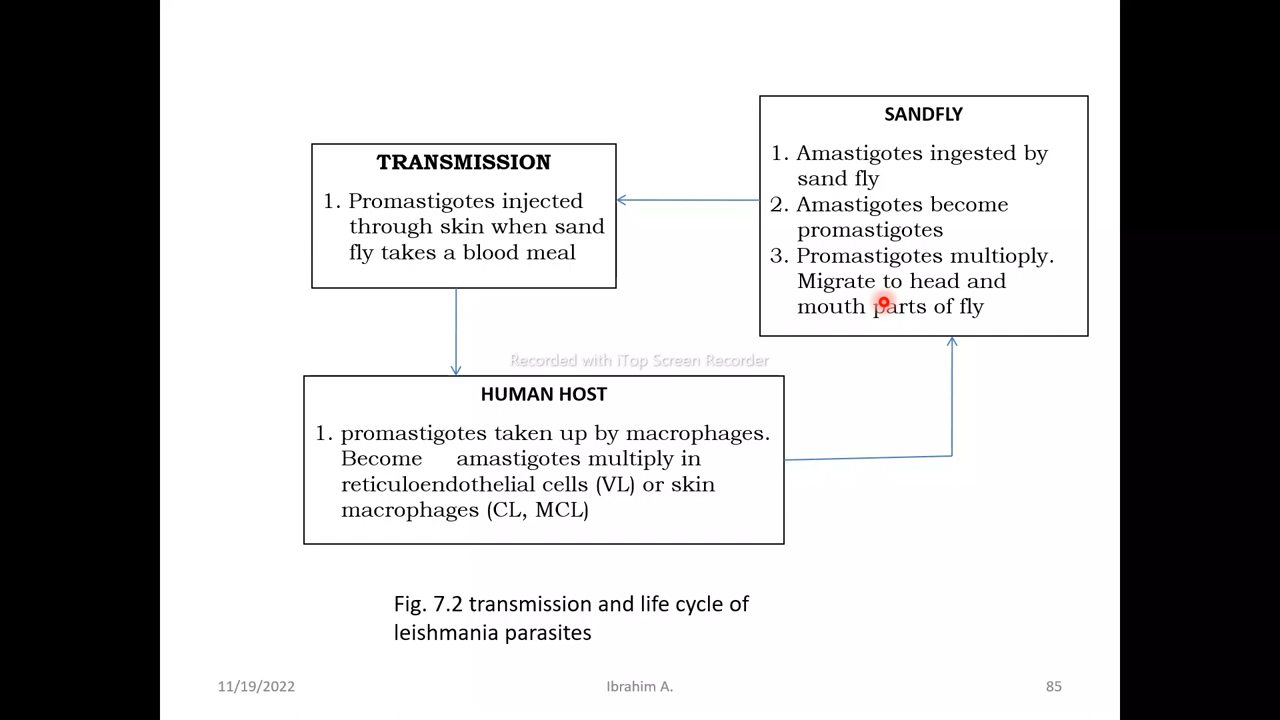 SANDFLY
1. Amastigotes ingested by
sand fly
2. Amastigotes become
promastigotes
3. Promastigotes multioply.
Migrate to head and
mouth parts of fly
TRANSMISSION
1. Promastigotes injected
through skin when sand
fly takes a blood meal
Recorded with iTop Screen Recorder
HUMAN HOST
1. promastigotes taken up by macrophages.
Become amastigotes multiply in
reticuloendothelial cells (VL) or skin
macrophages (CL, MCL)
Fig. 7.2 transmission and life cycle of
leishmania parasites
11/19/2022
Ibrahim A.
85